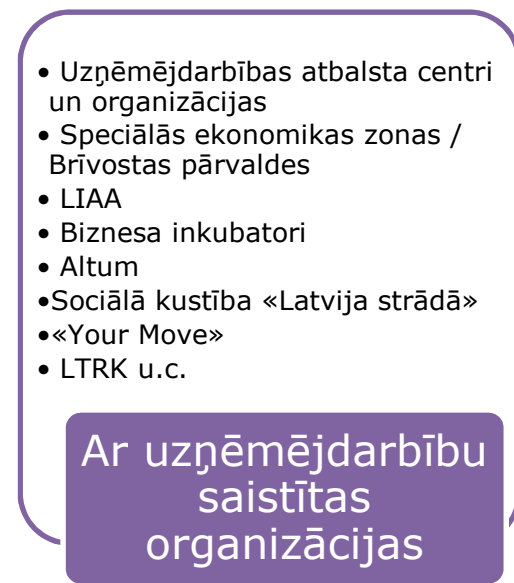 • Uzņēmējdarbības atbalsta centri
un organizācijas
• Speciālās ekonomikas zonas /
Brīvostas pārvaldes
• LIAA
• Biznesa inkubatori
• Altum
•Sociālā kustība «Latvija strādā»
•«Your Move»
• LTRK u.c.
Ar uzņēmējdarbību
saistītas
organizācijas